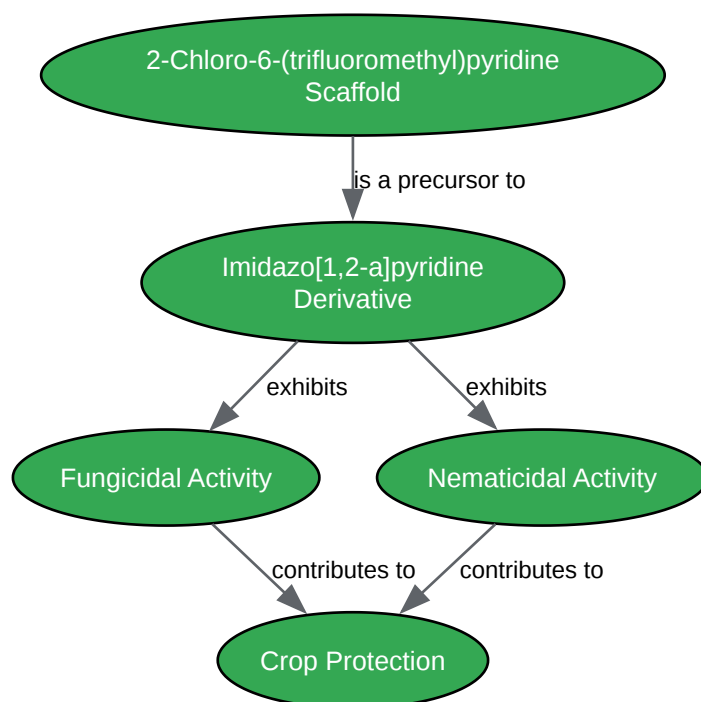 2-Chloro-6-(trifluoromethyl)pyridine
Scaffold
is a precursor to
Imidazo[1,2-a]pyridine
Derivative
exhibits
exhibits
Fungicidal Activity
Nematicidal Activity
contributes to
contributes to
Crop Protection